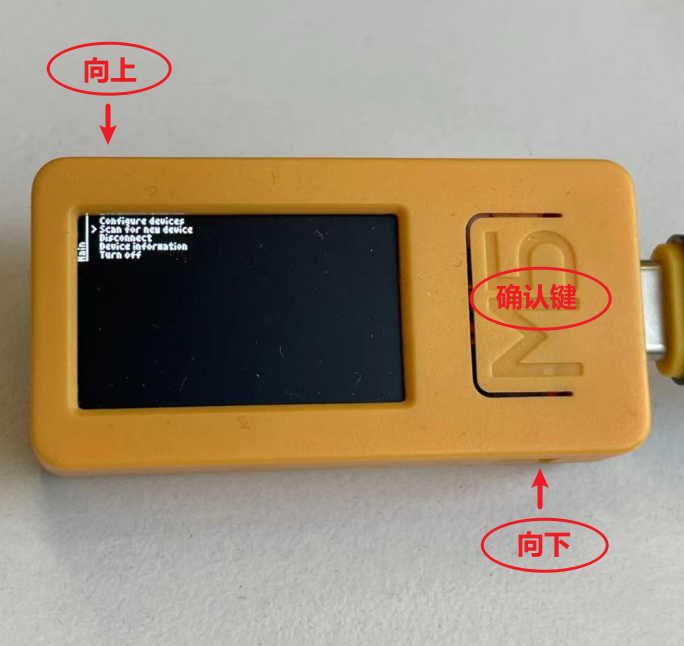 向上
Configure devices
> Scan for new device
Disconnect
Device information
Turn off
Main
M5
确认键
向下